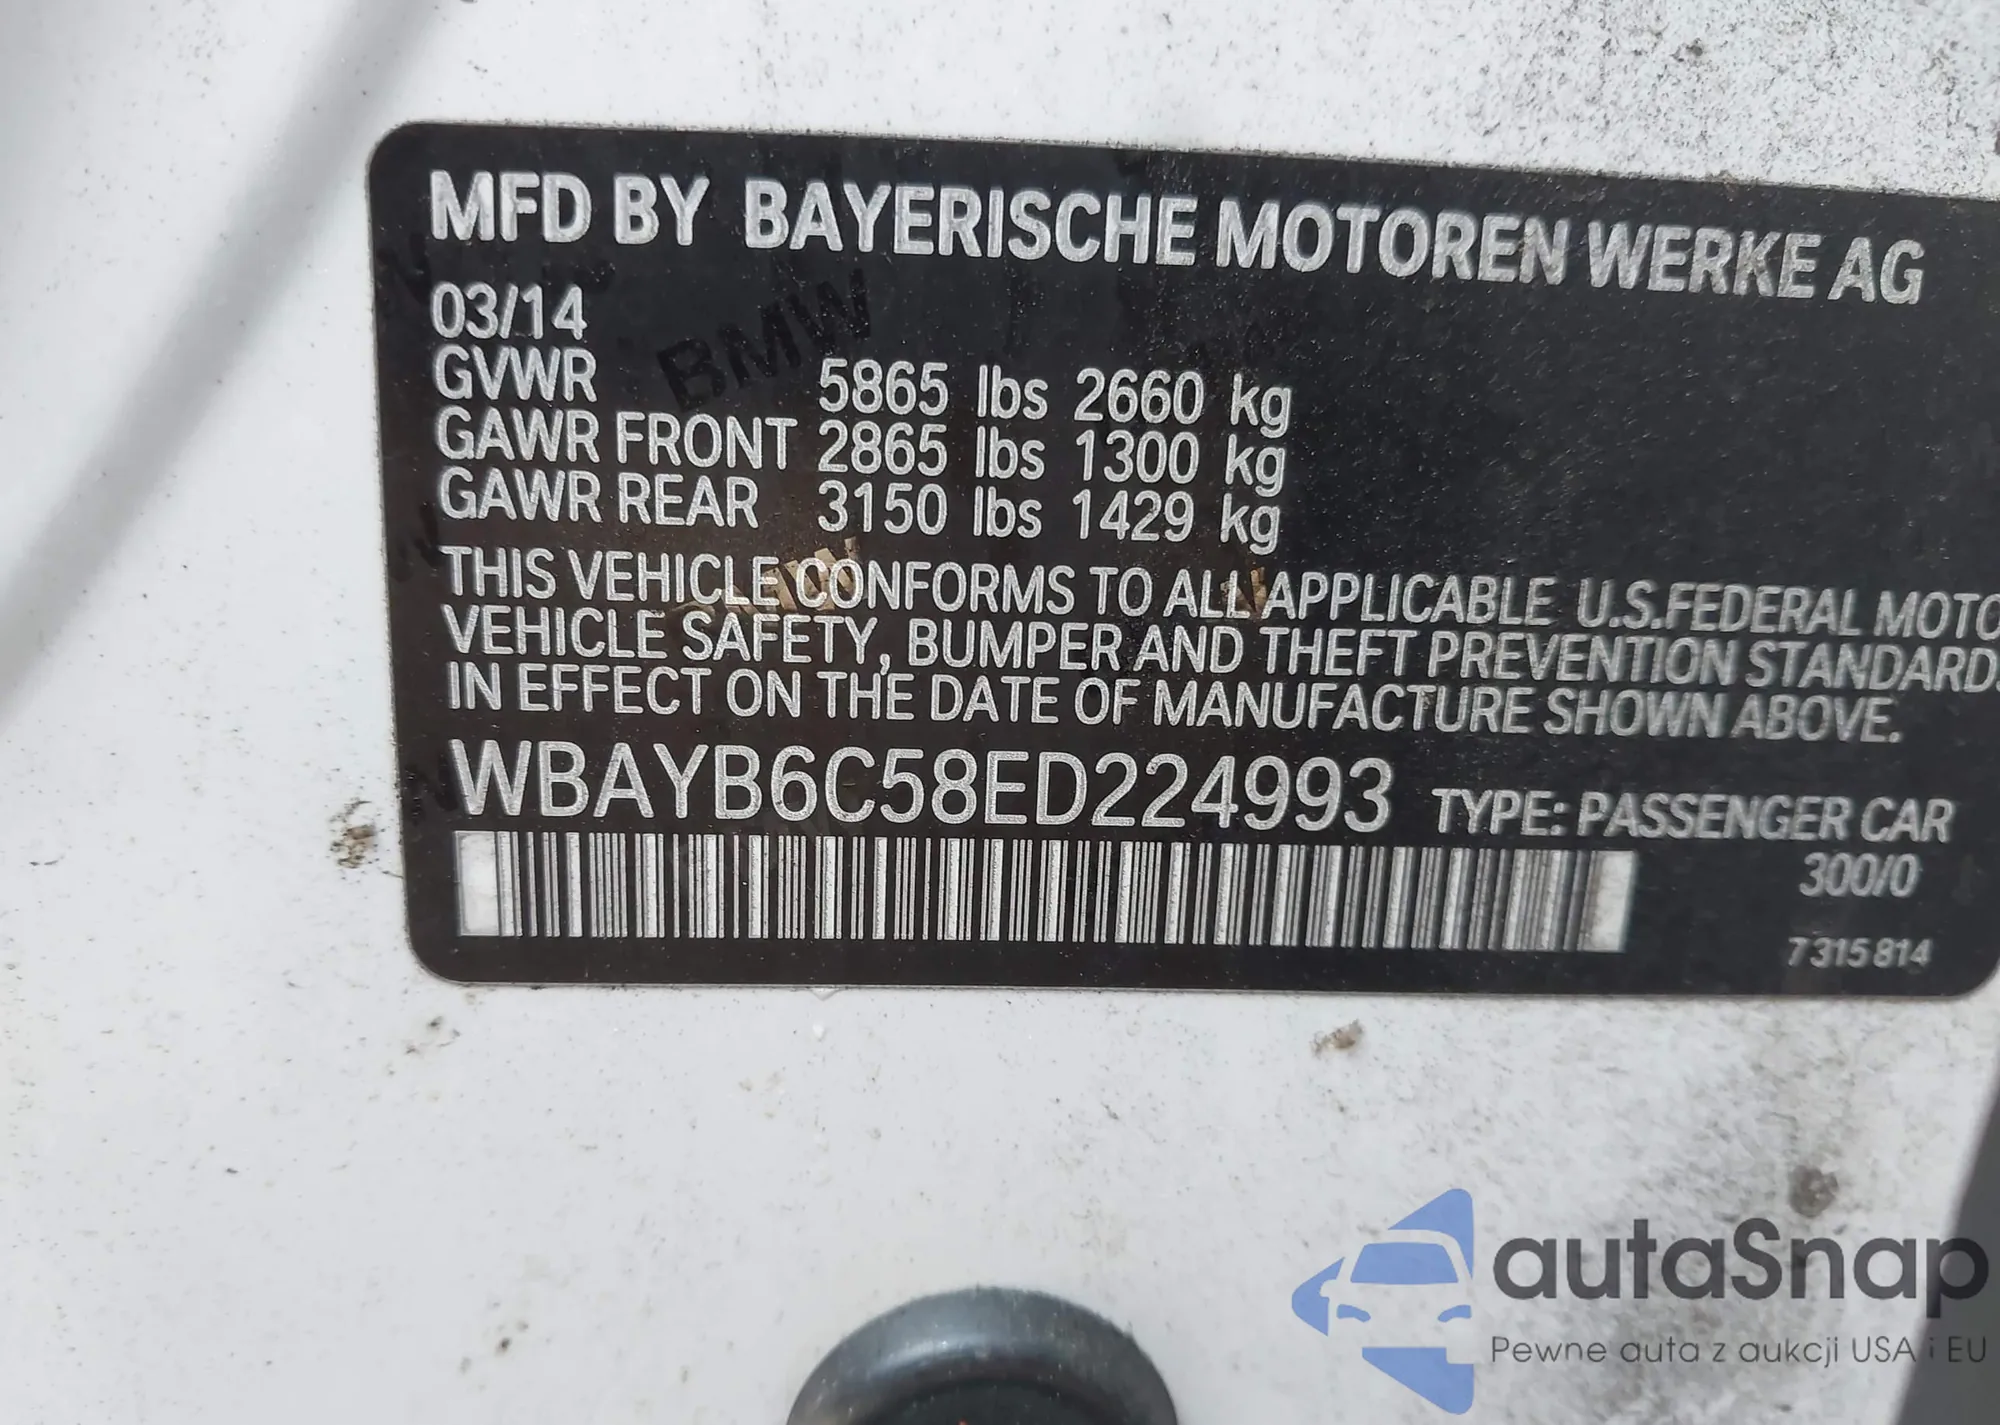 MFD BY BAYERISCHE MOTOREN WERKE AG
03/14
GVWR 5865 lbs 2660 kg
GAWR FRONT 2865 lbs 1300 kg
GAWR REAR 3150 lbs 1429 kg
THIS VEHICLE CONFORMS TO ALL APPLICABLE U.S.FEDERAL MOTO
VEHICLE SAFETY, BUMPER AND THEFT PREVENTION STANDARDS
IN EFFECT ON THE DATE OF MANUFACTURE SHOWN ABOVE.
WBAYB6C58ED224993 TYPE: PASSENGER CAR
300/0
7315814
BMW
autaSnap
Pewne auta z aukcji USA i EU